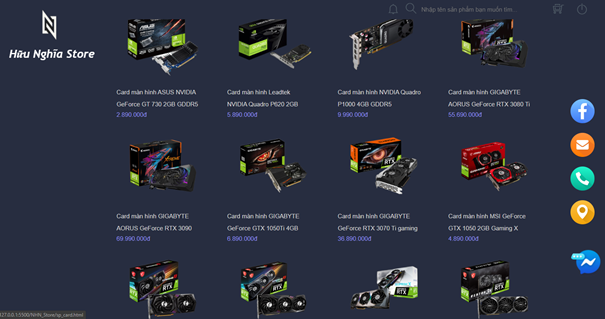 Nhập tên sản phẩm bạn muốn tìm...
Hữu Nghĩa Store
Card màn hình ASUS NVIDIA
GeForce GT 730 2GB GDDR5
2.890.000đ
Card màn hình Leadtek
NVIDIA Quadro P620 2GB
5.890.000đ
Card màn hình NVIDIA Quadro
P1000 4GB GDDR5
9.990.000đ
Card màn hình GIGABYTE
AORUS GeForce RTX 3080 Ti
55.690.000đ
Card màn hình GIGABYTE
AORUS GeForce RTX 3090
69.990.000đ
Card màn hình GIGABYTE
GeForce GTX 1050Ti 4GB
6.890.000đ
Card màn hình GIGABYTE
GeForce RTX 3070 Ti gaming
36.890.000đ
Card màn hình MSI GeForce
GTX 1050 2GB Gaming X
4.890.000đ
127.0.0.1:5500/NHN_Store/sp_card.html